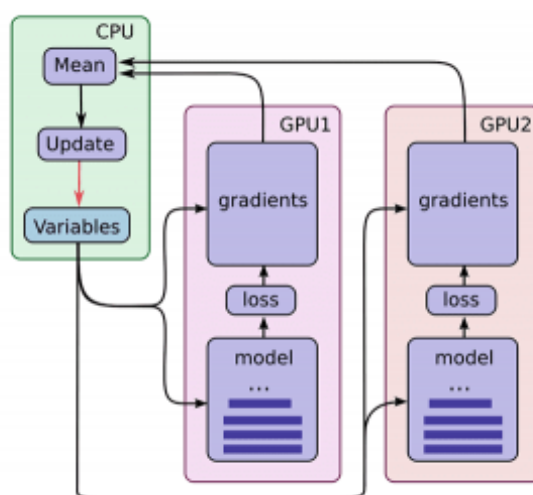 CPU
Mean
Update
Variables
GPU1
gradients
loss
model
...
GPU2
gradients
loss
model
...